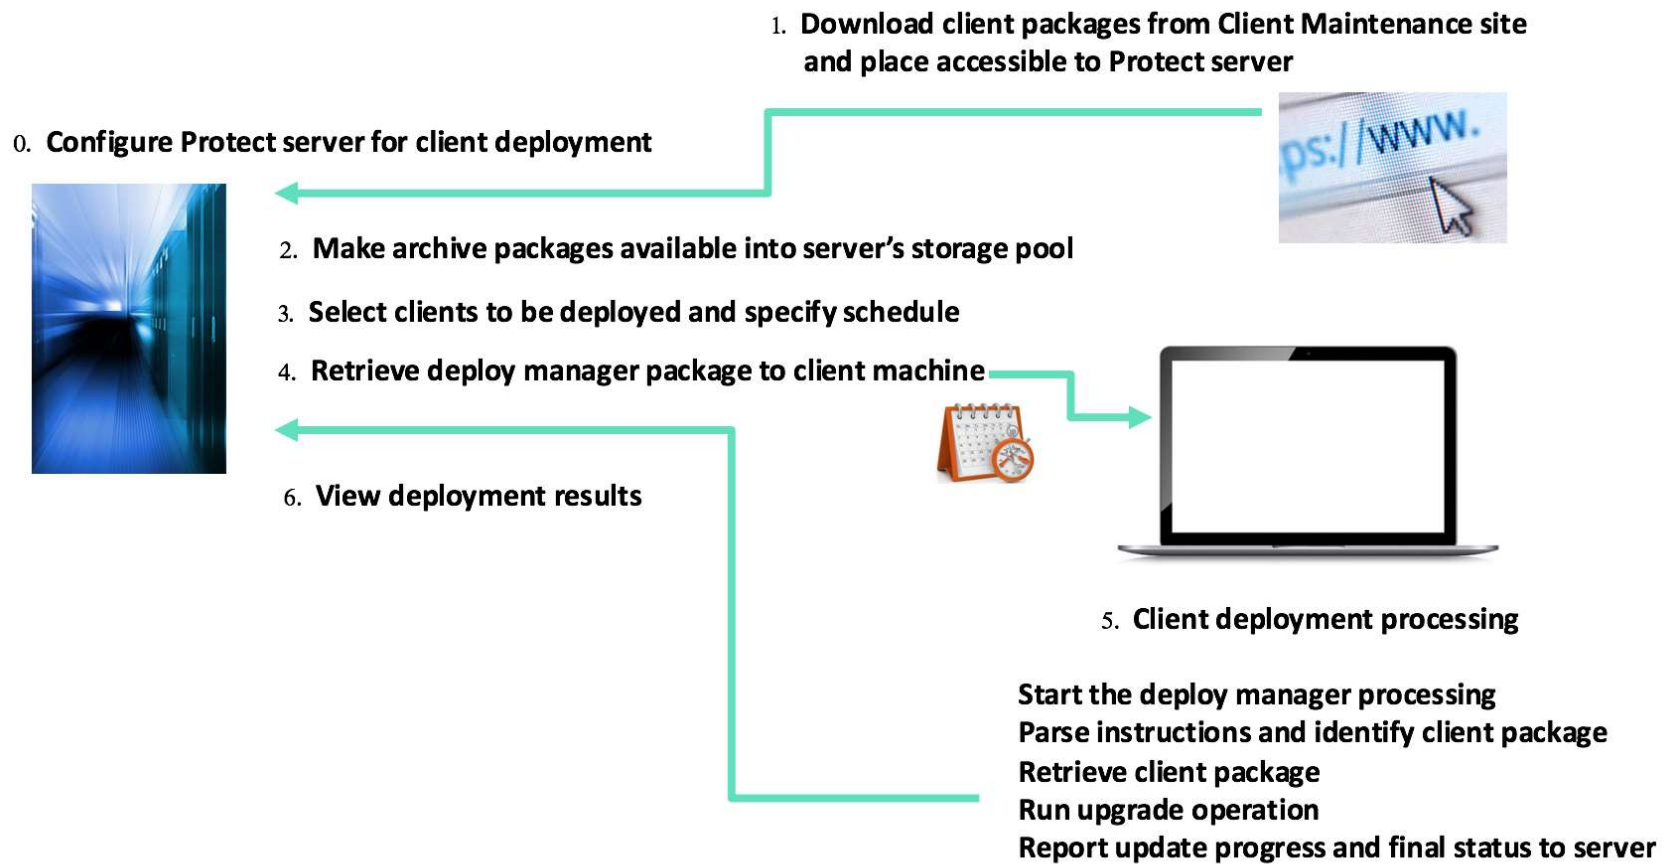 1. Download client packages from Client Maintenance site
and place accessible to Protect server
ps://www.
0. Configure Protect server for client deployment
2. Make archive packages available into server’s storage pool
3. Select clients to be deployed and specify schedule
4. Retrieve deploy manager package to client machine
6. View deployment results
5. Client deployment processing
Start the deploy manager processing
Parse instructions and identify client package
Retrieve client package
Run upgrade operation
Report update progress and final status to server